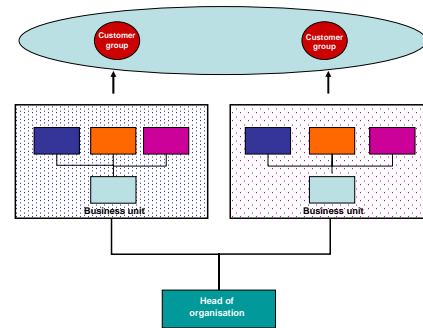 Customer
group
Customer
group
Business unit
Business unit
Head of
organisation